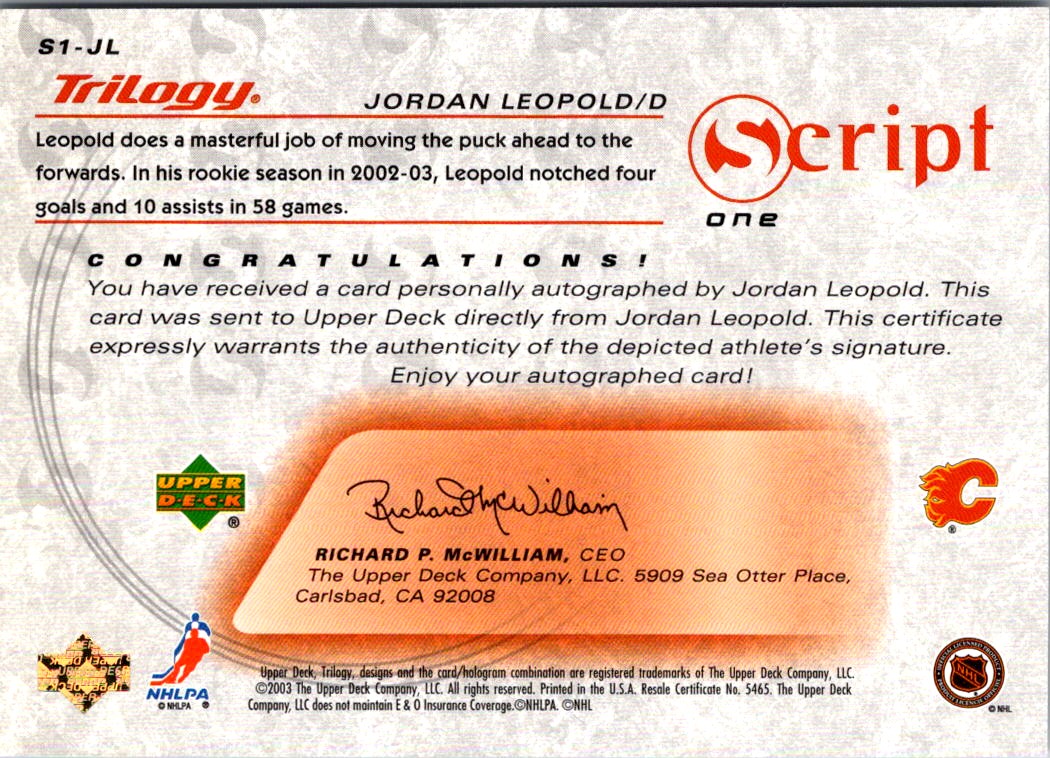 S1-JL
Trilogy®
JORDAN LEOPOLD/D
Script
one
Leopold does a masterful job of moving the puck ahead to the
forwards. In his rookie season in 2002-03, Leopold notched four
goals and 10 assists in 58 games.
CONGRATULATIONS!
You have received a card personally autographed by Jordan Leopold. This
card was sent to Upper Deck directly from Jordan Leopold. This certificate
expressly warrants the authenticity of the depicted athlete's signature.
Enjoy your autographed card!
UPPER
D·E·C·K
®
Richard P. McWilliam
RICHARD P. McWILLIAM, CEO
The Upper Deck Company, LLC. 5909 Sea Otter Place,
Carlsbad, CA 92008
C
®
NHLPA
© NHLPA ®
Upper Deck, Trilogy, designs and the card/hologram combination are registered trademarks of The Upper Deck Company, LLC.
©2003 The Upper Deck Company, LLC. All rights reserved. Printed in the U.S.A. Resale Certificate No. 5465. The Upper Deck
Company, LLC does not maintain E & O Insurance Coverage.©NHLPA. ©NHL
NHL
© NHL